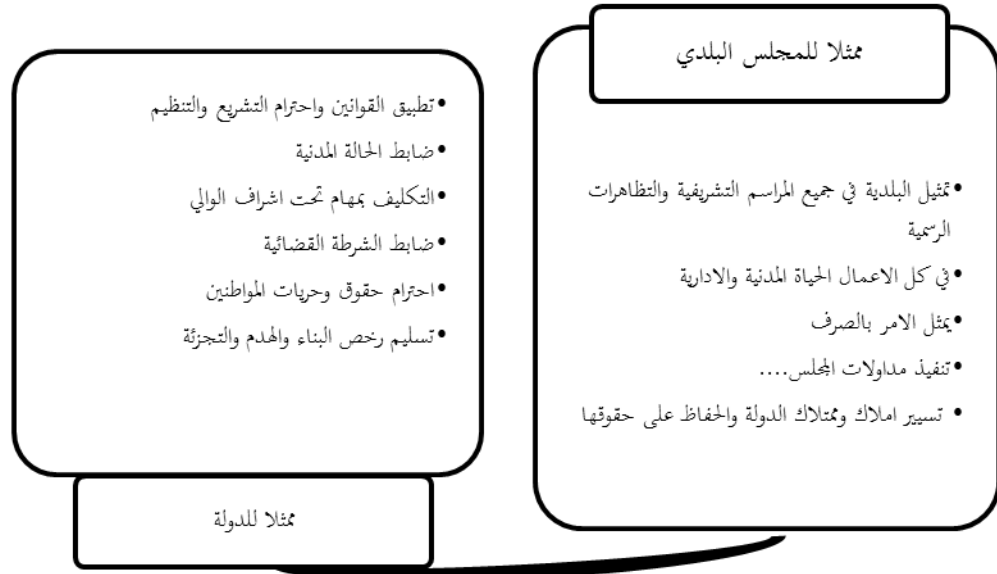 ممثلا للمجلس البلدي
•تمثيل البلدية في جميع المراسم التشريفية والتظاهرات
الرسمية
•في كل الاعمال الحياة المدنية والادارية
•يمثل الامر بالصرف
•تنفيذ مداولات المجلس....
• تسيير املاك وممتلاك الدولة والحفاظ على حقوقها
•تطبيق القوانين واحترام التشريع والتنظيم
•ضابط الحالة المدنية
•التكليف بمهام تحت اشراف الوالي
•ضابط الشرطة القضائية
•احترام حقوق وحريات المواطنين
•تسليم رخص البناء والهدم والتجزئة
ممثلا للدولة